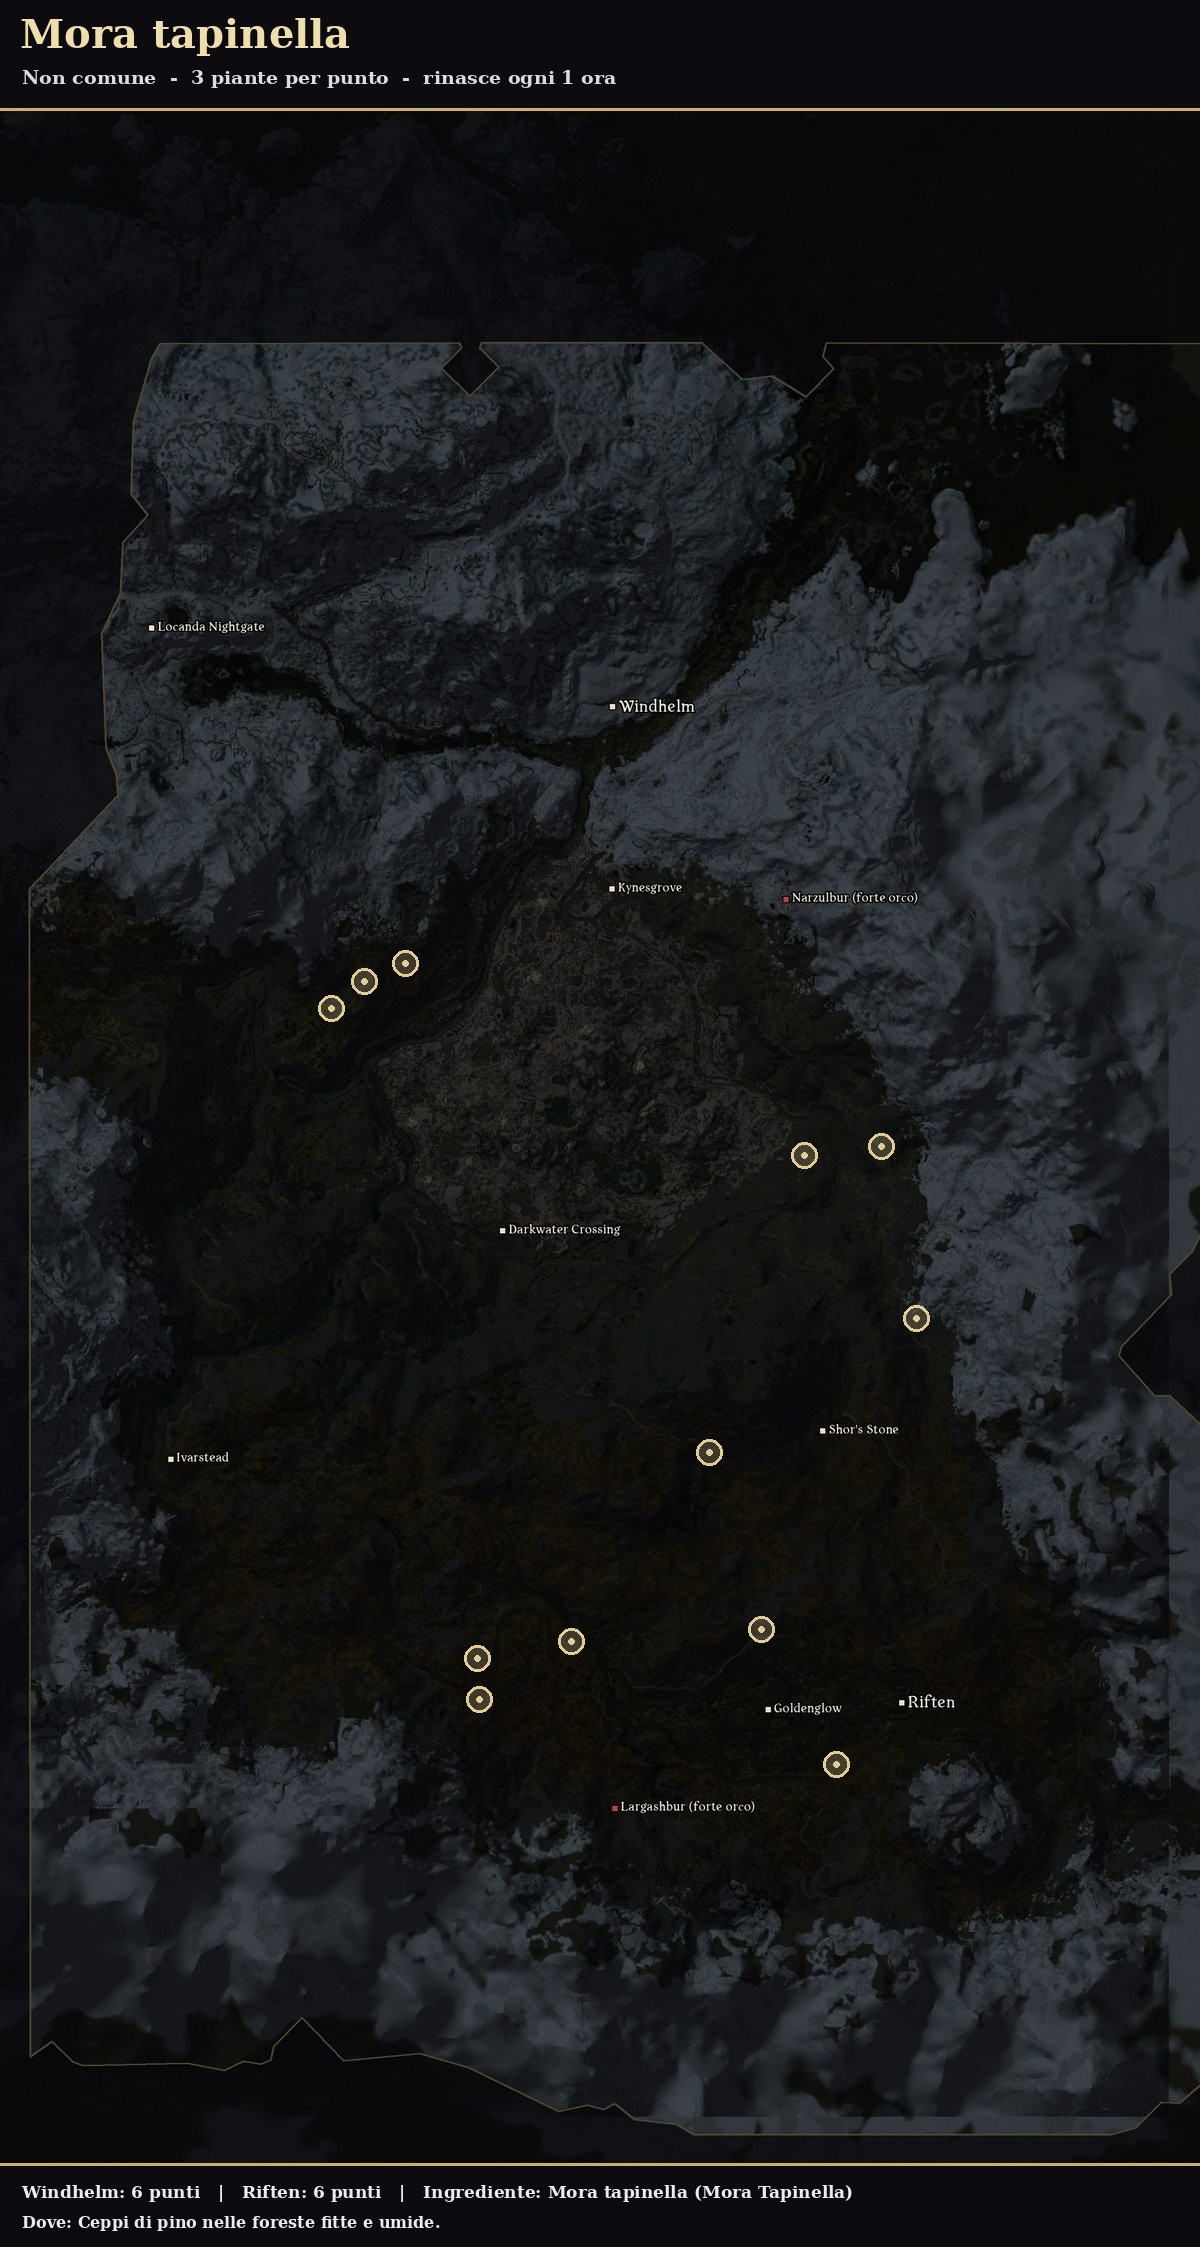 Mora tapinella
Non comune - 3 piante per punto - rinasce ogni 1 ora
Locanda Nightgate
Windhelm
Kynesgrove
Narzulbur (forte orco)
Darkwater Crossing
Shor's Stone
Ivarstead
Goldenglow
Riften
Largashbur (forte orco)
Windhelm: 6 punti | Riften: 6 punti | Ingrediente: Mora tapinella (Mora Tapinella)
Dove: Ceppi di pino nelle foreste fitte e umide.